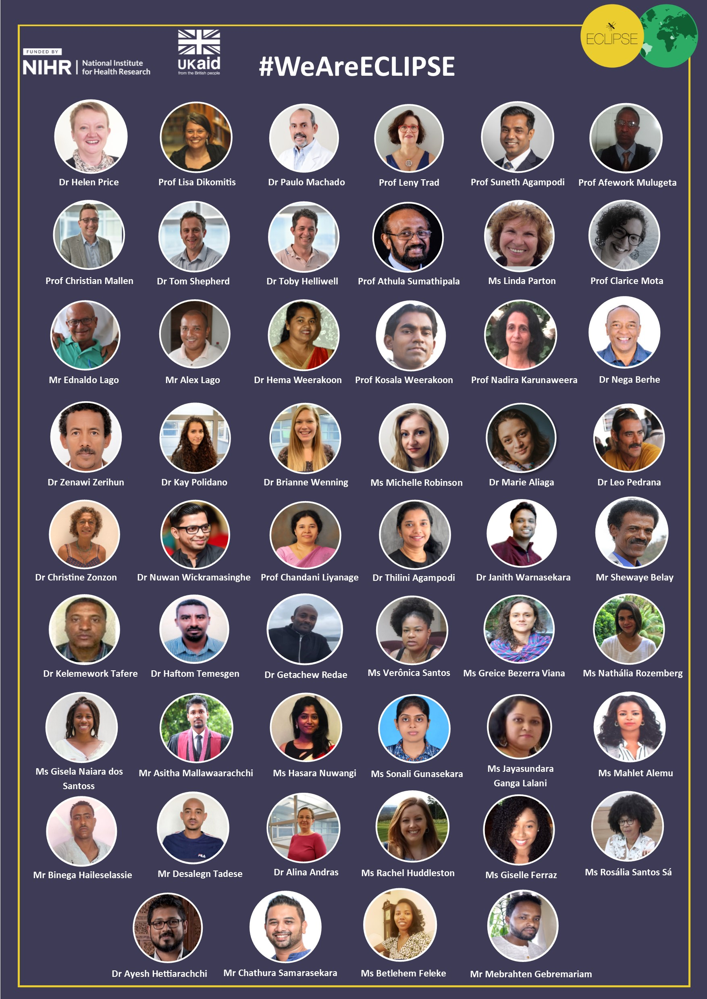 FUNDED BY
NIHR | National Institute
for Health Research
UKaid
from the British people
#WeAreECLIPSE
ECLIPSE
Dr Helen Price
Prof Lisa Dikomitis
Dr Paulo Machado
Prof Leny Trad
Prof Suneth Agampodi
Prof Afework Mulugeta
Prof Christian Mallen
Dr Tom Shepherd
Dr Toby Helliwell
Prof Athula Sumathipala
Ms Linda Parton
Prof Clarice Mota
Mr Ednaldo Lago
Mr Alex Lago
Dr Hema Weerakoon
Prof Kosala Weerakoon
Prof Nadira Karunaweera
Dr Nega Berhe
Dr Zenawi Zerihun
Dr Kay Polidano
Dr Brianne Wenning
Ms Michelle Robinson
Dr Marie Aliaga
Dr Leo Pedrana
Dr Christine Zonzon
Dr Nuwan Wickramasinghe
Prof Chandani Liyanage
Dr Thilini Agampodi
Dr Janith Warnasekara
Mr Shewaye Belay
Dr Kelemework Tafere
Dr Haftom Temesgen
Dr Getachew Redae
Ms Verônica Santos
Ms Greice Bezerra Viana
Ms Nathália Rozemberg
Ms Gisela Naiara dos
Santoss
Mr Asitha Mallawaarachchi
Ms Hasara Nuwangi
Ms Sonali Gunasekara
Ms Jayasundara
Ganga Lalani
Ms Mahlet Alemu
FILA
Mr Binega Haileselassie
Mr Desalegn Tadese
Dr Alina Andras
Ms Rachel Huddleston
Ms Giselle Ferraz
Ms Rosália Santos Sá
Dr Ayesh Hettiarachchi
Mr Chathura Samarasekara
Ms Betlehem Feleke
Mr Mebrahten Gebremariam